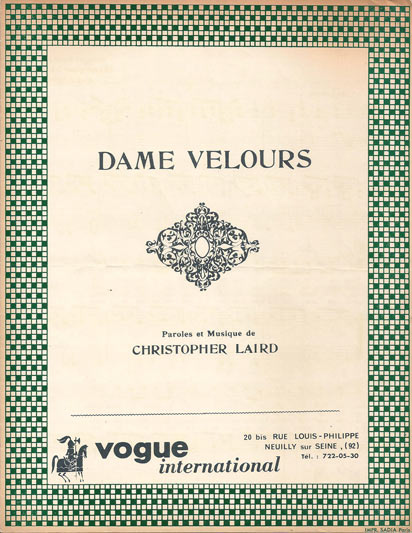 DAME VELOURS
Paroles et Musique de
CHRISTOPHER LAIRD
vogue
international
20 bis RUE LOUIS-PHILIPPE
NEUILLY sur SEINE, (92)
Tél. : 722-05-30
IMPR. SADIA Paris